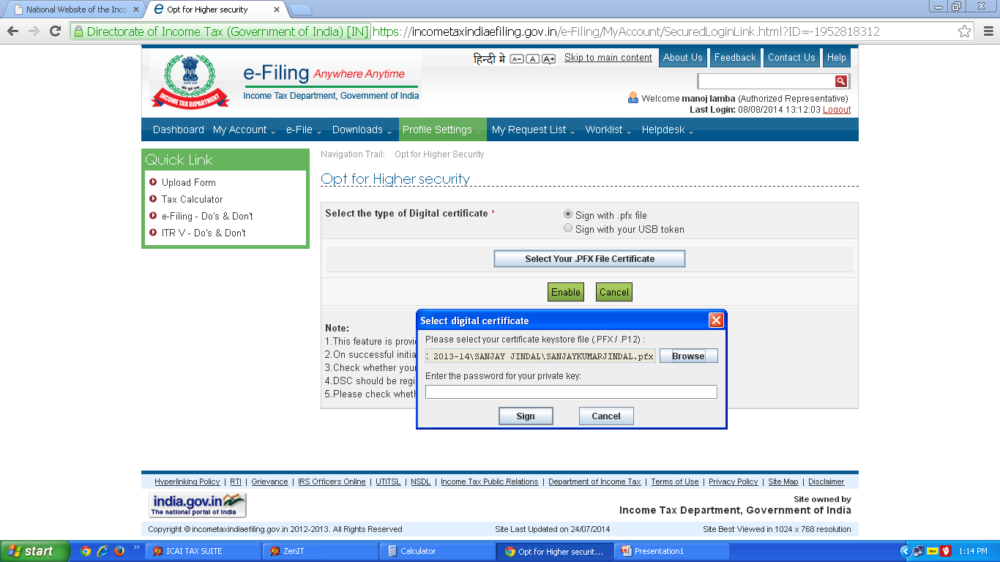 National Website of the Inco
Opt for Higher security
Directorate of Income Tax (Government of India) [IN] https://incometaxindiaefiling.gov.in/e-Filing/MyAccount/SecuredLoginLink.html?ID=-1952818312
INCOME TAX DEPARTMENT
e-Filing Anywhere Anytime
Income Tax Department, Government of India
हिन्दी मे A- A A+ Skip to main content About Us Feedback Contact Us Help
Welcome manoj lamba (Authorized Representative)
Last Login: 08/08/2014 13:12:03 Logout
Dashboard My Account e-File Downloads Profile Settings My Request List Worklist Helpdesk
Quick Link
Upload Form
Tax Calculator
e-Filing - Do's & Don't
ITR V - Do's & Don't
Navigation Trail: Opt for Higher Security
Opt for Higher security
Select the type of Digital certificate *
Sign with .pfx file
Sign with your USB token
Select Your .PFX File Certificate
Enable Cancel
Note:
1.This feature is provi
2.On successful initia
3.Check whether your
4.DSC should be regi
5.Please check wheth
Select digital certificate
Please select your certificate keystore file (.PFX / .P12) :
: 2013-14\SANJAY JINDAL\SANJAYKUMARJINDAL.pfx Browse
Enter the password for your private key:
Sign Cancel
Hyperlinking Policy | RTI | Grievance | IRS Officers Online | UTITSL | NSDL | Income Tax Public Relations | Department of Income Tax | Terms of Use | Privacy Policy | Site Map | Disclaimer
india.gov.in
The national portal of India
Site owned by
Income Tax Department, Government of India
Copyright © incometaxindiaefiling.gov.in 2012-2013. All Rights Reserved Site Last Updated on 24/07/2014 Site Best Viewed in 1024 x 768 resolution
start ICAI TAX SUITE ZenIT Calculator Opt for Higher securit... Presentation1 1:14 PM